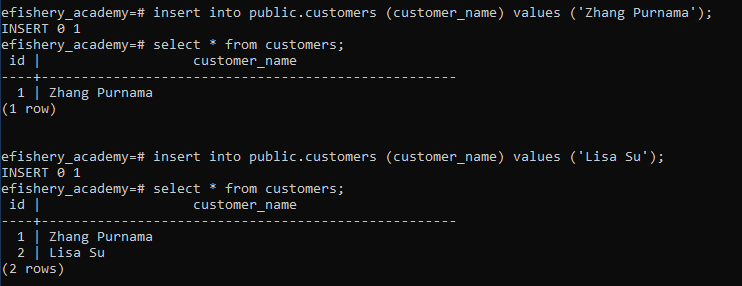 efishery_academy=# insert into public.customers (customer_name) values ('Zhang Purnama');
INSERT 0 1
efishery_academy=# select * from customers;
 id |                   customer_name
----+----------------------------------------------------
  1 | Zhang Purnama
(1 row)
efishery_academy=# insert into public.customers (customer_name) values ('Lisa Su');
INSERT 0 1
efishery_academy=# select * from customers;
 id |                   customer_name
----+----------------------------------------------------
  1 | Zhang Purnama
  2 | Lisa Su
(2 rows)